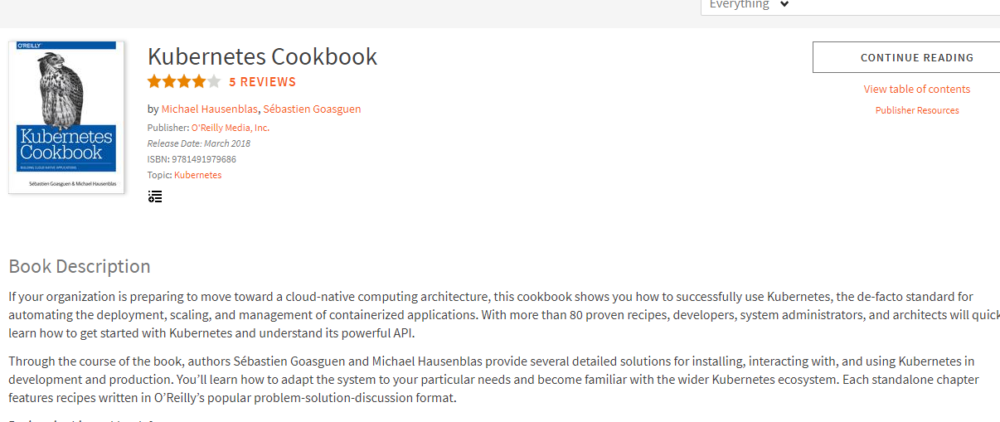 Everything
O'REILLY
Kubernetes
Cookbook
BUILDING CLOUD NATIVE APPLICATIONS
Sébastien Goasguen & Michael Hausenblas
Kubernetes Cookbook
5 REVIEWS
by Michael Hausenblas, Sébastien Goasguen
Publisher: O'Reilly Media, Inc.
Release Date: March 2018
ISBN: 9781491979686
Topic: Kubernetes
CONTINUE READING
View table of contents
Publisher Resources
Book Description
If your organization is preparing to move toward a cloud-native computing architecture, this cookbook shows you how to successfully use Kubernetes, the de-facto standard for
automating the deployment, scaling, and management of containerized applications. With more than 80 proven recipes, developers, system administrators, and architects will quick
learn how to get started with Kubernetes and understand its powerful API.
Through the course of the book, authors Sébastien Goasguen and Michael Hausenblas provide several detailed solutions for installing, interacting with, and using Kubernetes in
development and production. You’ll learn how to adapt the system to your particular needs and become familiar with the wider Kubernetes ecosystem. Each standalone chapter
features recipes written in O’Reilly’s popular problem-solution-discussion format.